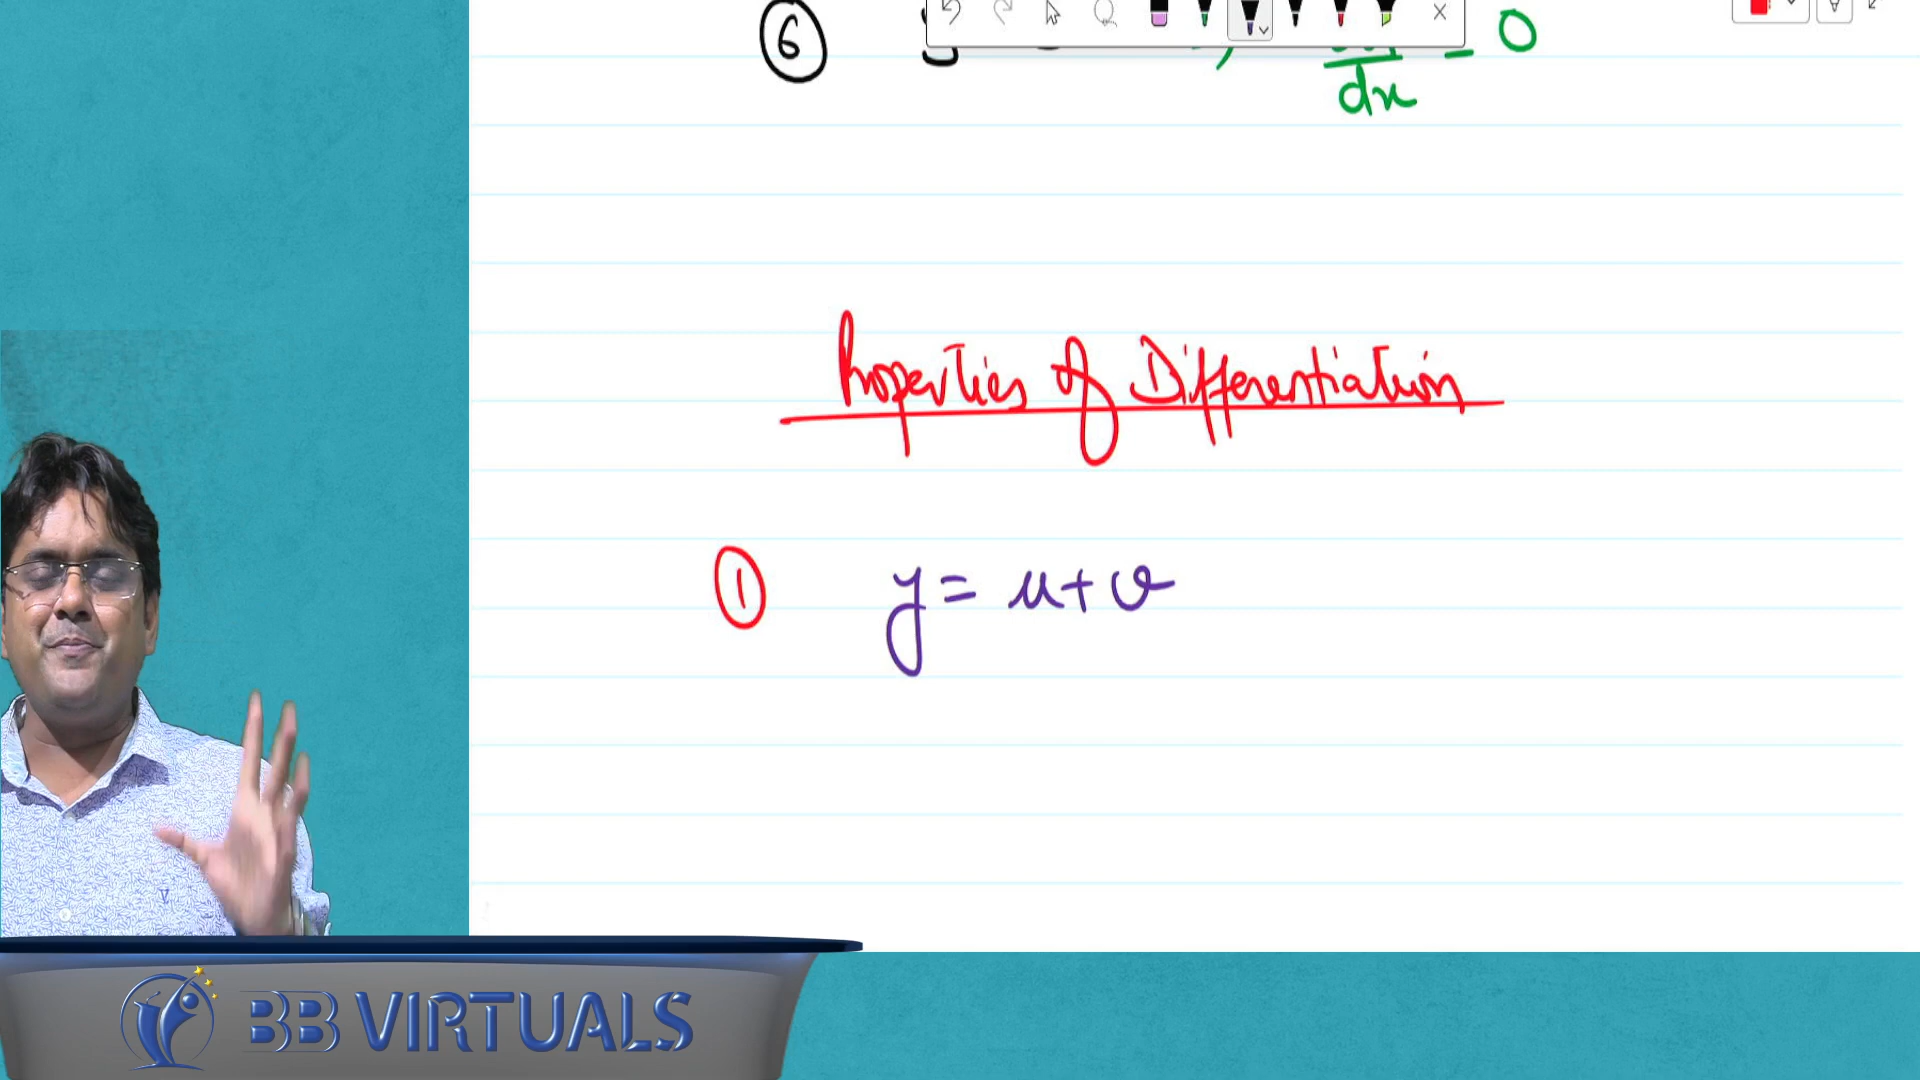 ⑥ dx = 0
Properties of Differentiation
① y = u + v
BB VIRTUALS